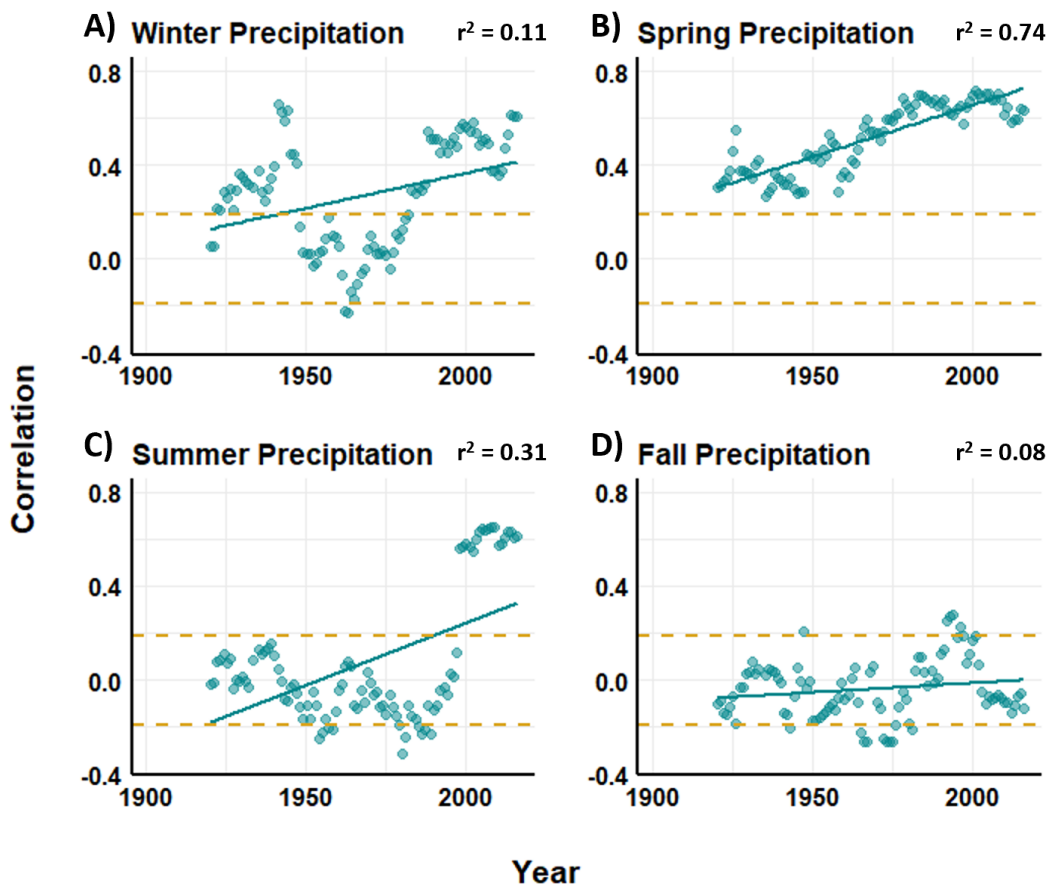 A) Winter Precipitation r² = 0.11
0.8
0.4
0.0
-0.4
1900 1950 2000
B) Spring Precipitation r² = 0.74
0.8
0.4
0.0
-0.4
1900 1950 2000
C) Summer Precipitation r² = 0.31
0.8
0.4
0.0
-0.4
1900 1950 2000
D) Fall Precipitation r² = 0.08
0.8
0.4
0.0
-0.4
1900 1950 2000
Correlation
Year